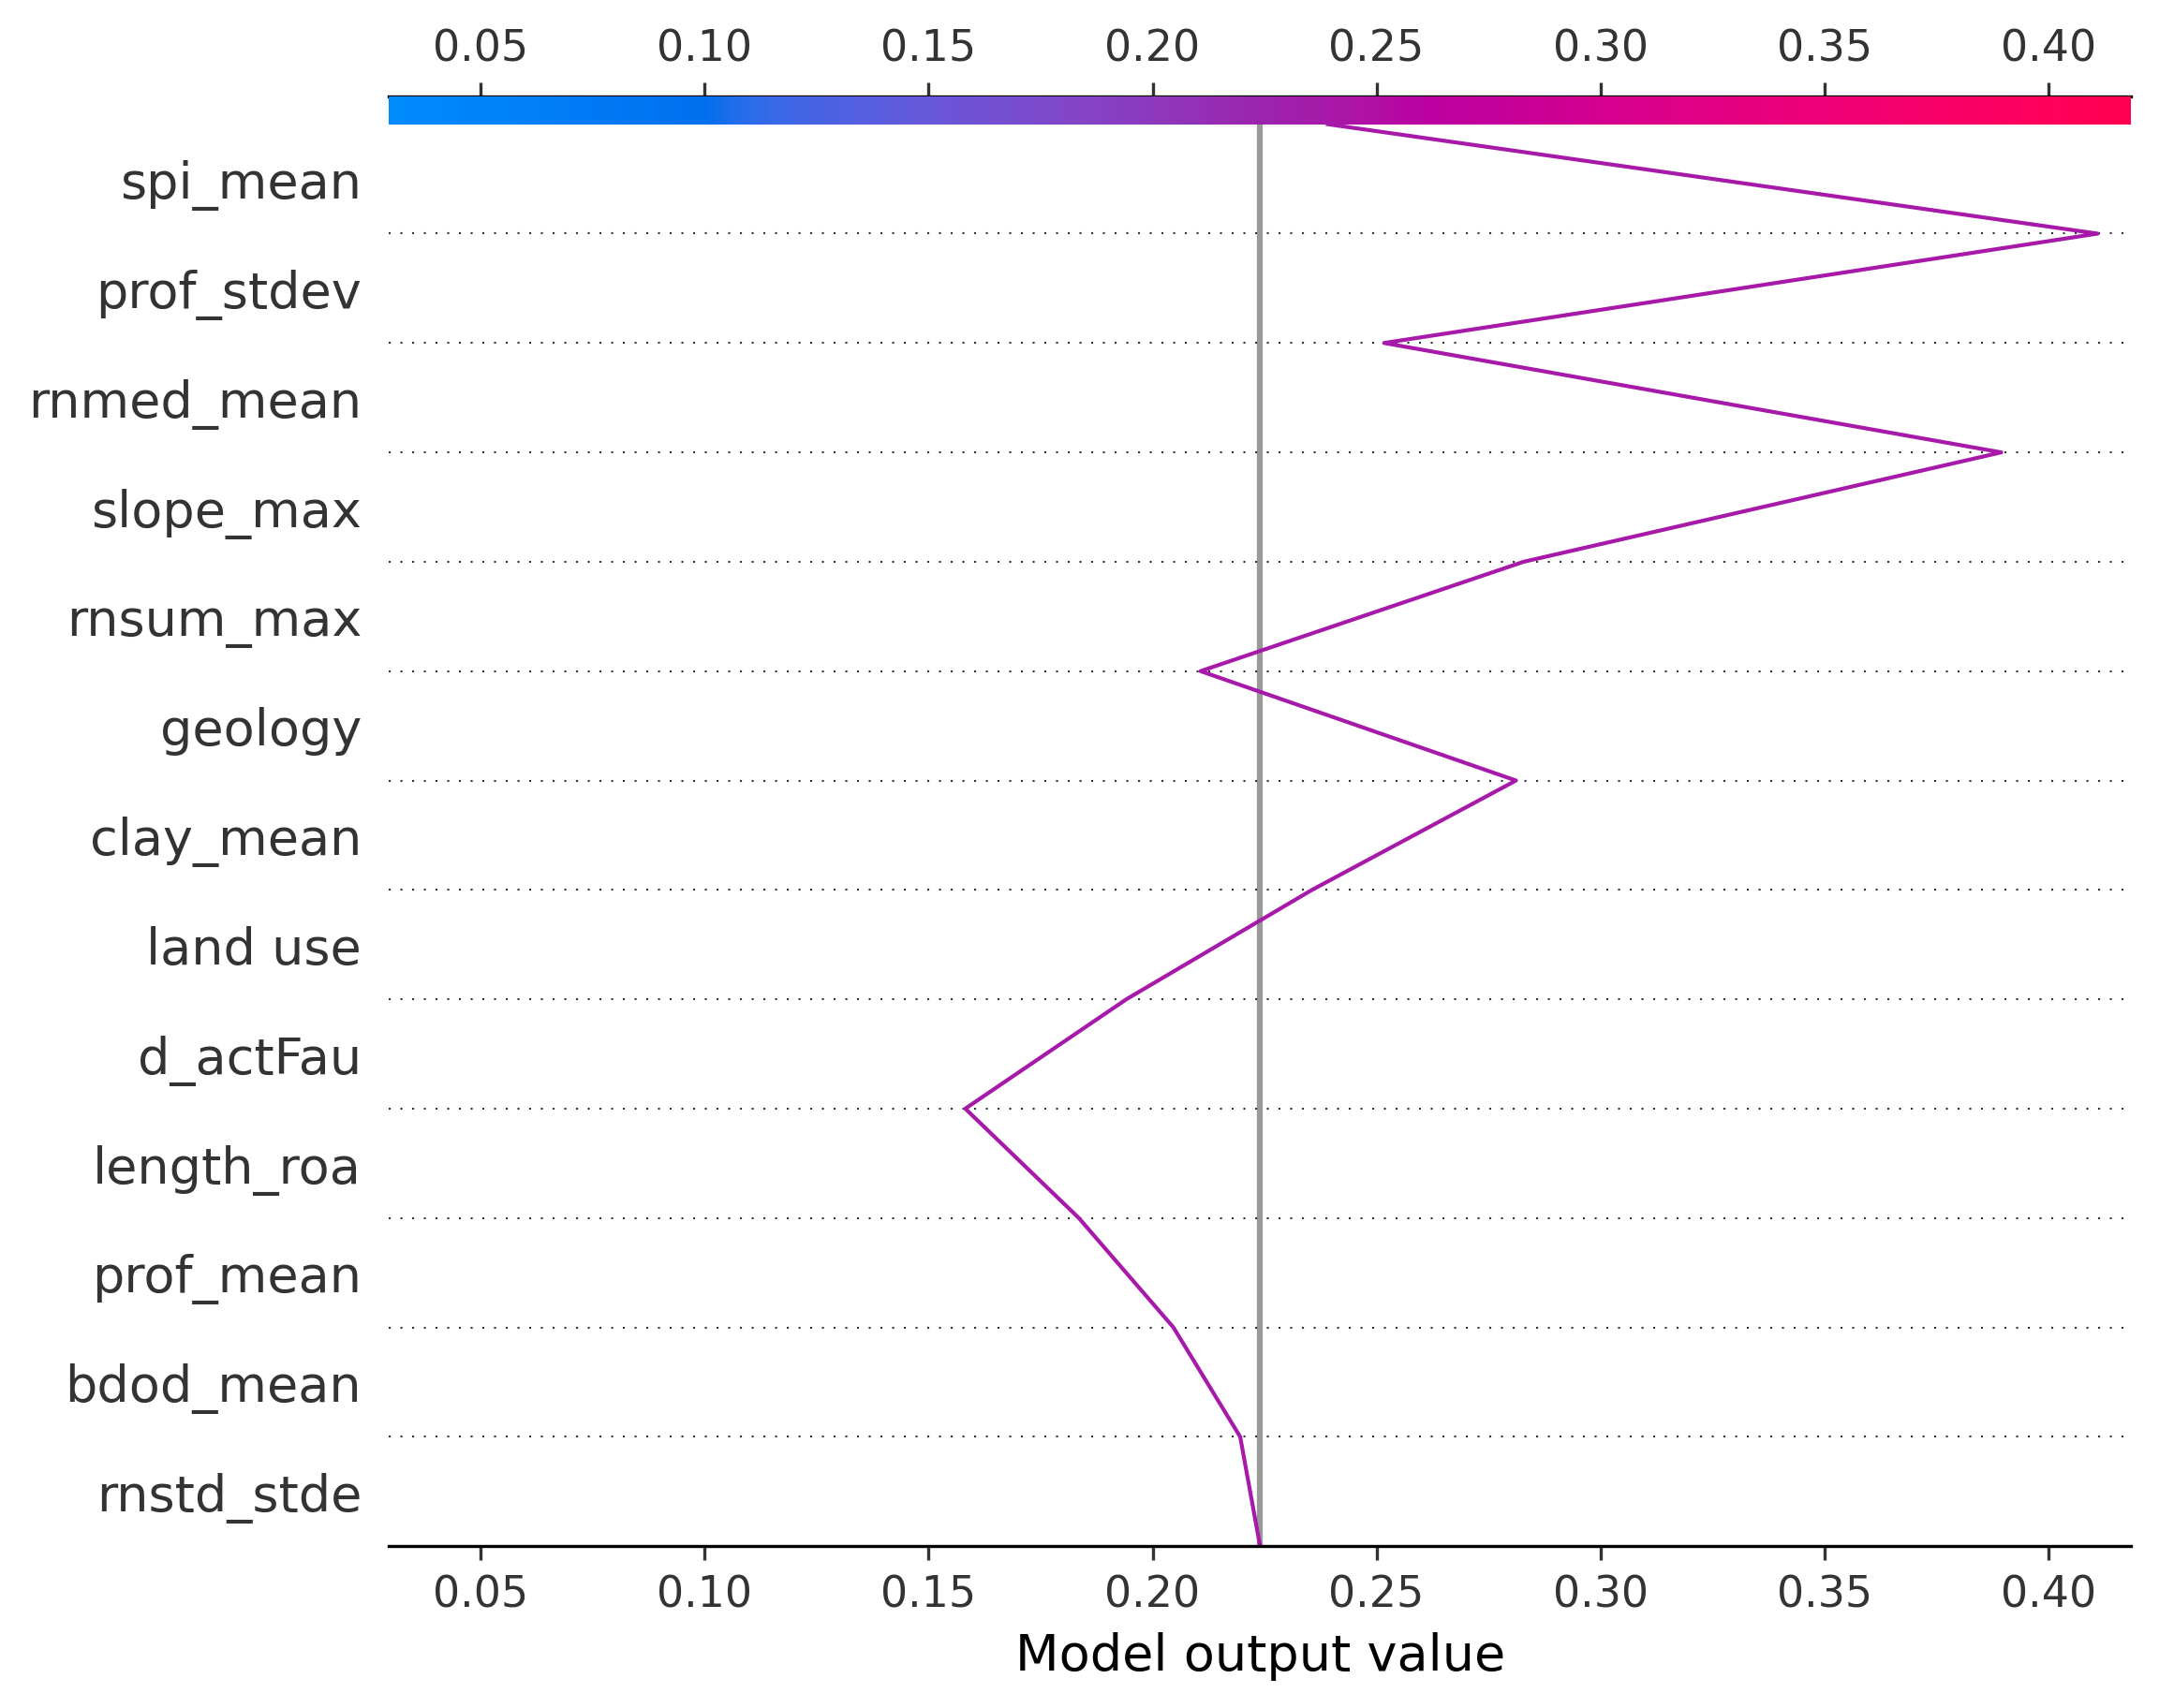 0.05 0.10 0.15 0.20 0.25 0.30 0.35 0.40
spi_mean
prof_stdev
rnmed_mean
slope_max
rnsum_max
geology
clay_mean
land use
d_actFau
length_roa
prof_mean
bdod_mean
rnstd_stde
0.05 0.10 0.15 0.20 0.25 0.30 0.35 0.40
Model output value